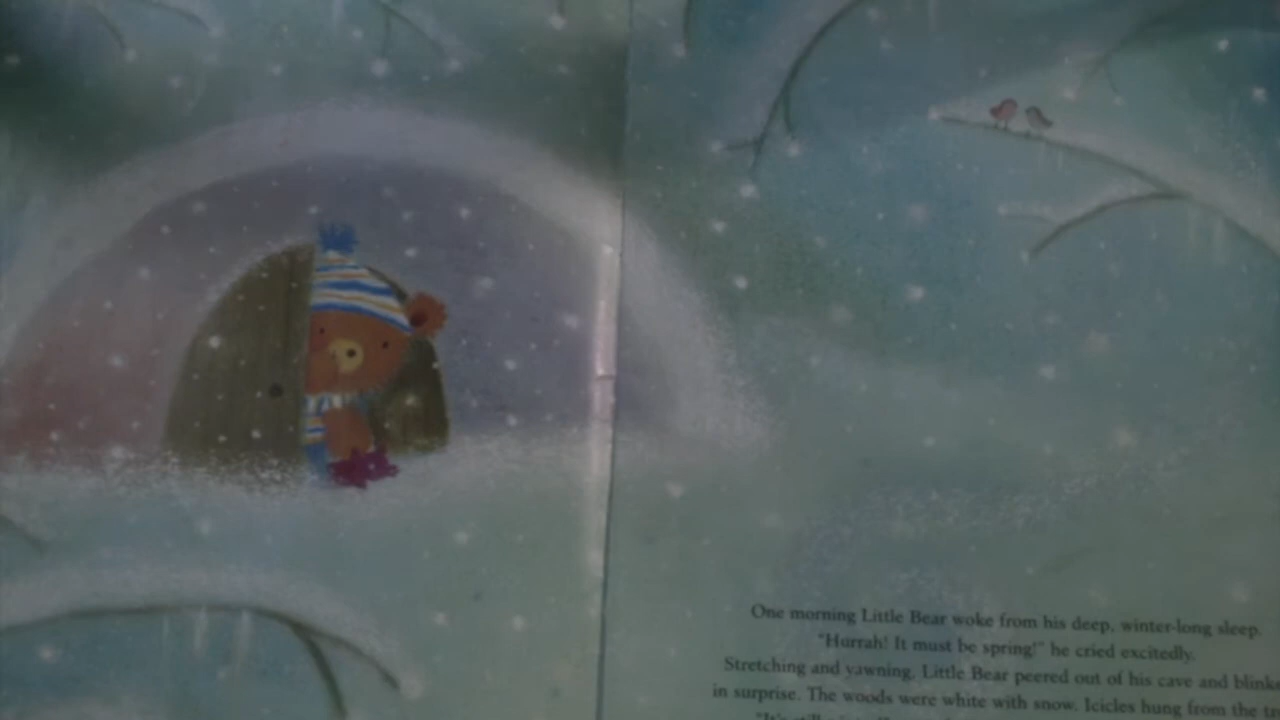 One morning Little Bear woke from his deep, winter-long sleep.
"Hurrah! It must be spring!" he cried excitedly.
Stretching and yawning, Little Bear peered out of his cave and
in surprise. The woods were white with snow. Icicles hung from the